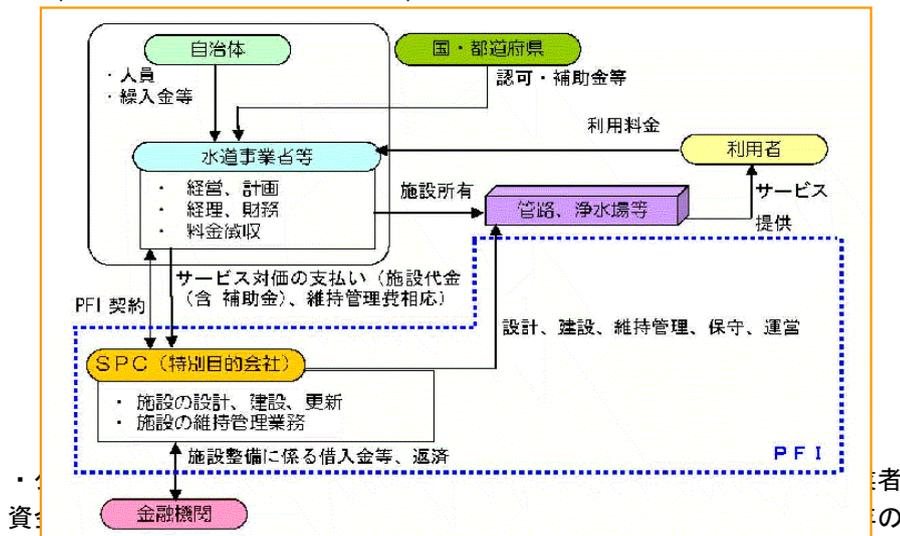 自治体
国・都道府県
・人員
・繰入金等
認可・補助金等
利用料金
水道事業省等
利用者
・ 経営、計画
・ 経理、財務
・ 料金徴収
施設所有
管路、浄水場等
サービス
提供
サービス対価の支払い（施設代金
（含 補助金）、維持管理費相応）
PFI 契約
設計、建設、維持管理、保守、運営
ＳＰＣ（特別目的会社）
・ 施設の設計、建設、更新
・ 施設の維持管理業務
ＰＦＩ
施設整備に係る借入金等、返済
金融機関
者
の